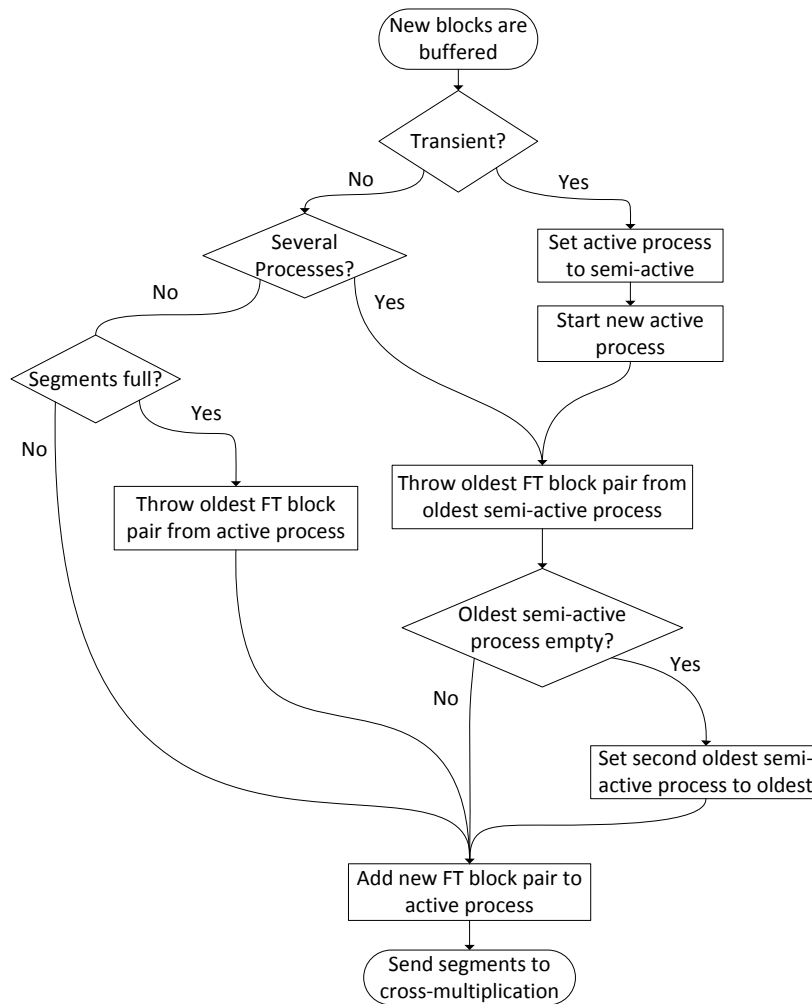 New blocks are
buffered
Transient?
No
Yes
Several
Processes?
Set active process
to semi-active
No
Yes
Start new active
process
Segments full?
Yes
No
Throw oldest FT block
pair from active process
Throw oldest FT block pair from
oldest semi-active process
Oldest semi-active
process empty?
Yes
No
Set second oldest semi-
active process to oldest
Add new FT block pair to
active process
Send segments to
cross-multiplication